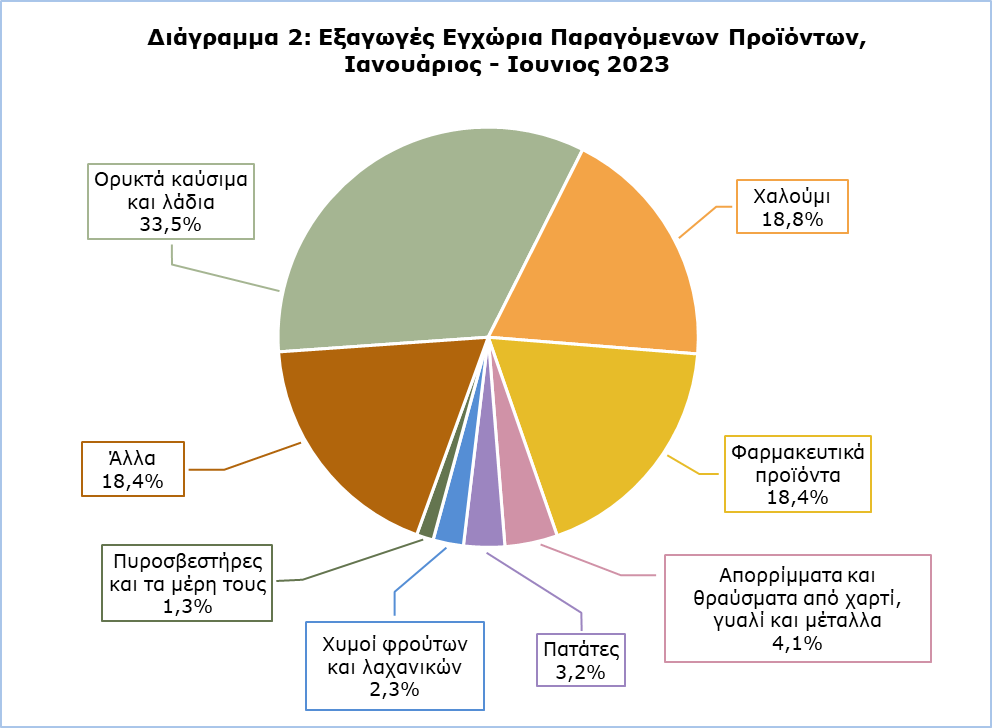 Διάγραμμα 2: Εξαγωγές Εγχώρια Παραγόμενων Προϊόντων,
Ιανουάριος - Ιουνιος 2023
Ορυκτά καύσιμα
και λάδια
33,5%
Χαλούμι
18,8%
Φαρμακευτικά
προϊόντα
18,4%
Άλλα
18,4%
Πυροσβεστήρες
και τα μέρη τους
1,3%
Χυμοί φρούτων
και λαχανικών
2,3%
Πατάτες
3,2%
Απορρίμματα και
θραύσματα από χαρτί,
γυαλί και μέταλλα
4,1%